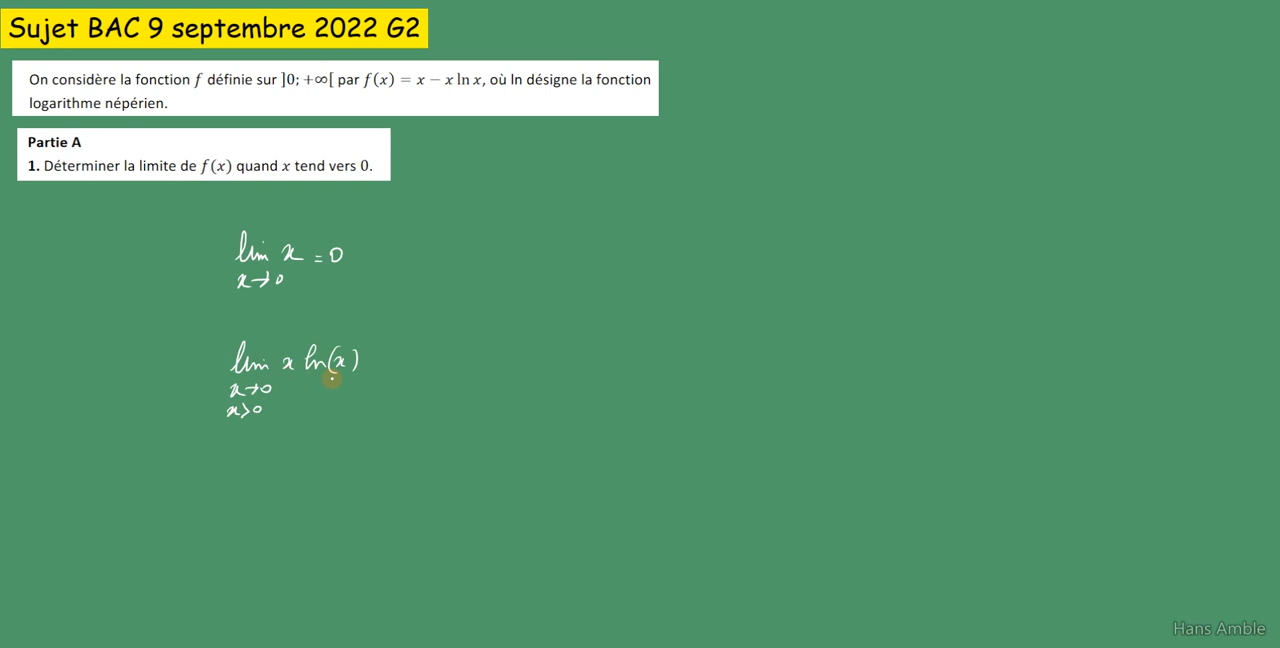 Sujet BAC 9 septembre 2022 G2
On considère la fonction f définie sur ]0; +∞[ par f(x) = x − x ln x, où ln désigne la fonction
logarithme népérien.
Partie A
1. Déterminer la limite de f(x) quand x tend vers 0.
lim x = 0
x→0
lim x ln(x)
x→0
x>0
Hans Amble